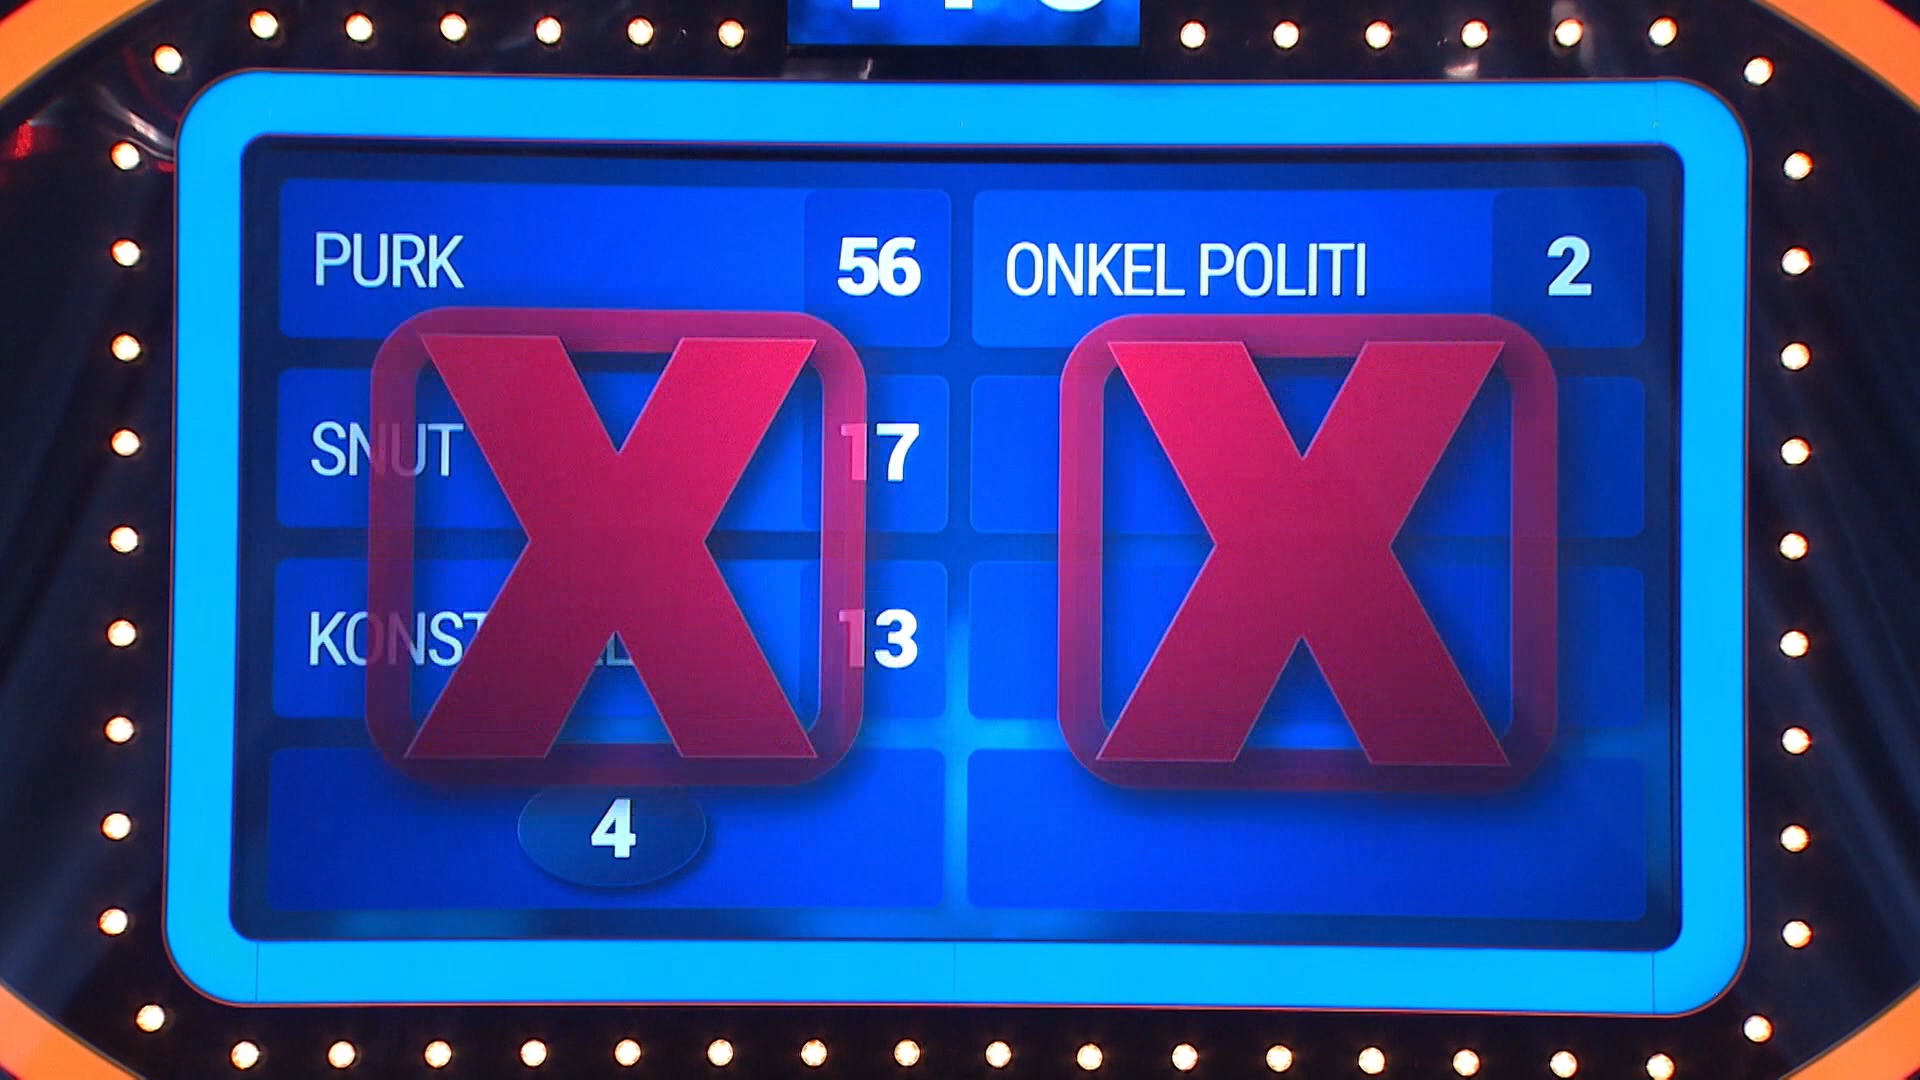 PURK 56
ONKEL POLITI 2
SNUT 17
13
4
X X